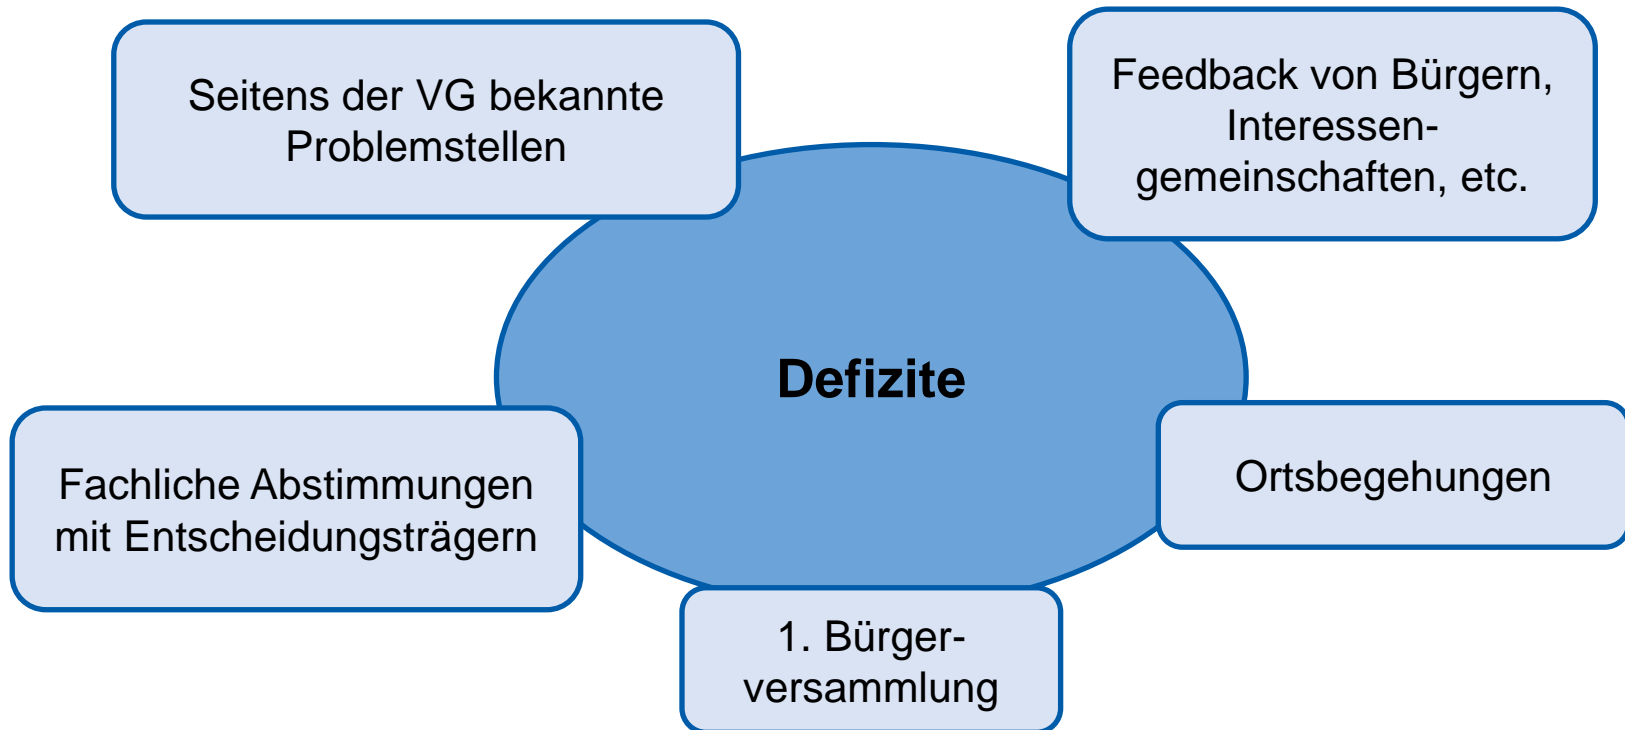 Seitens der VG bekannte
Problemstellen
Feedback von Bürgern,
Interessen-
gemeinschaften, etc.
Defizite
Fachliche Abstimmungen
mit Entscheidungsträgern
Ortsbegehungen
1. Bürger-
versammlung